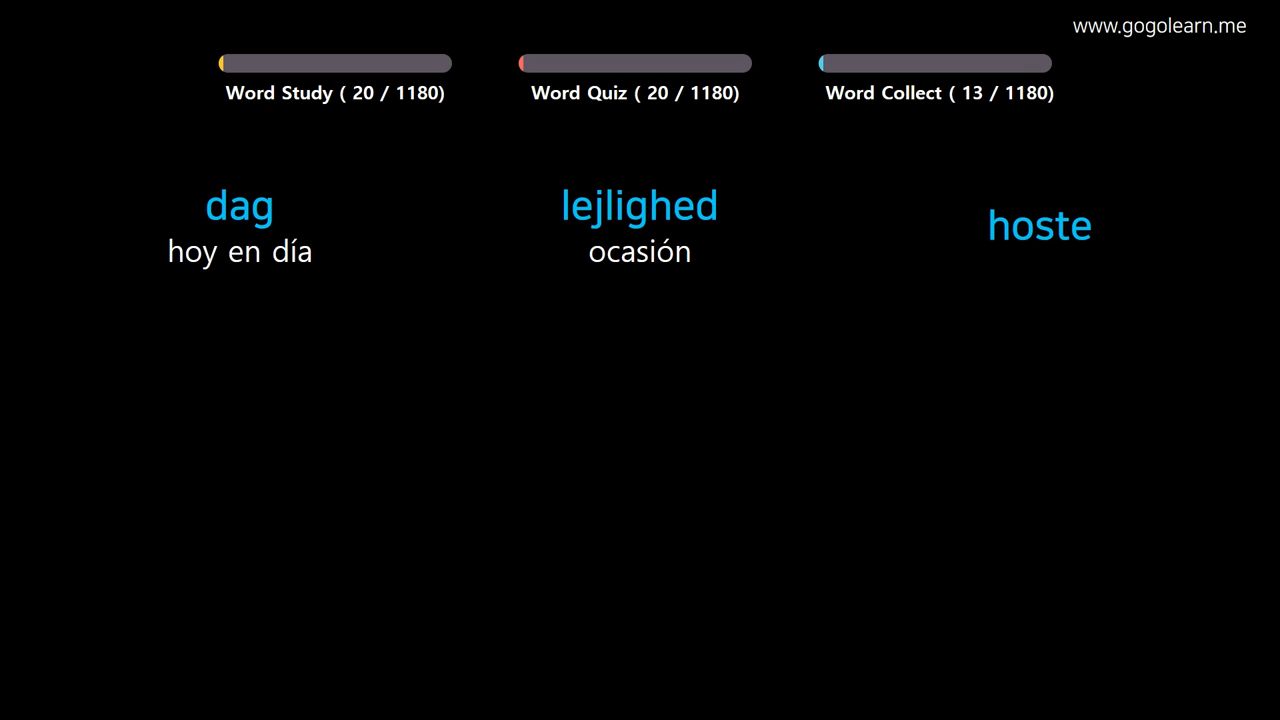 www.gogolearn.me
Word Study ( 20 / 1180)
Word Quiz ( 20 / 1180)
Word Collect ( 13 / 1180)
dag
hoy en día
lejlighed
ocasión
hoste